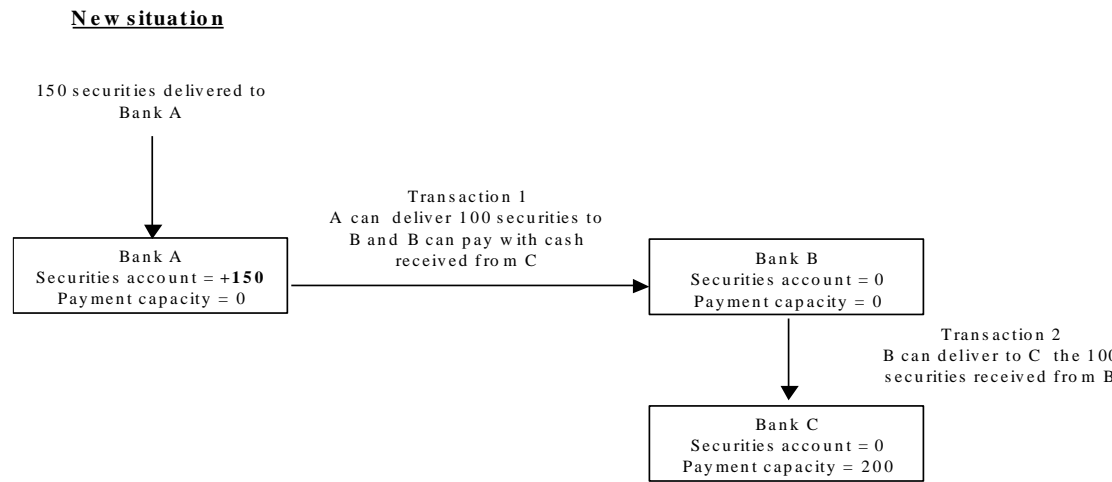 New situation
150 securities delivered to
Bank A
Transaction 1
A can deliver 100 securities to
B and B can pay with cash
received from C
Bank A
Securities account = +150
Payment capacity = 0
Bank B
Securities account = 0
Payment capacity = 0
Transaction 2
B can deliver to C the 100
securities received from B
Bank C
Securities account = 0
Payment capacity = 200